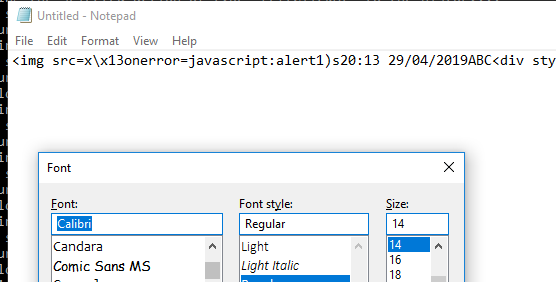 Untitled - Notepad
File Edit Format View Help
<img src=x\x13onerror=javascript:alert1)s20:13 29/04/2019ABC<div sty
Font
Font: Font style: Size:
Calibri Regular 14
Candara Light 14
Comic Sans MS Light Italic 16
18